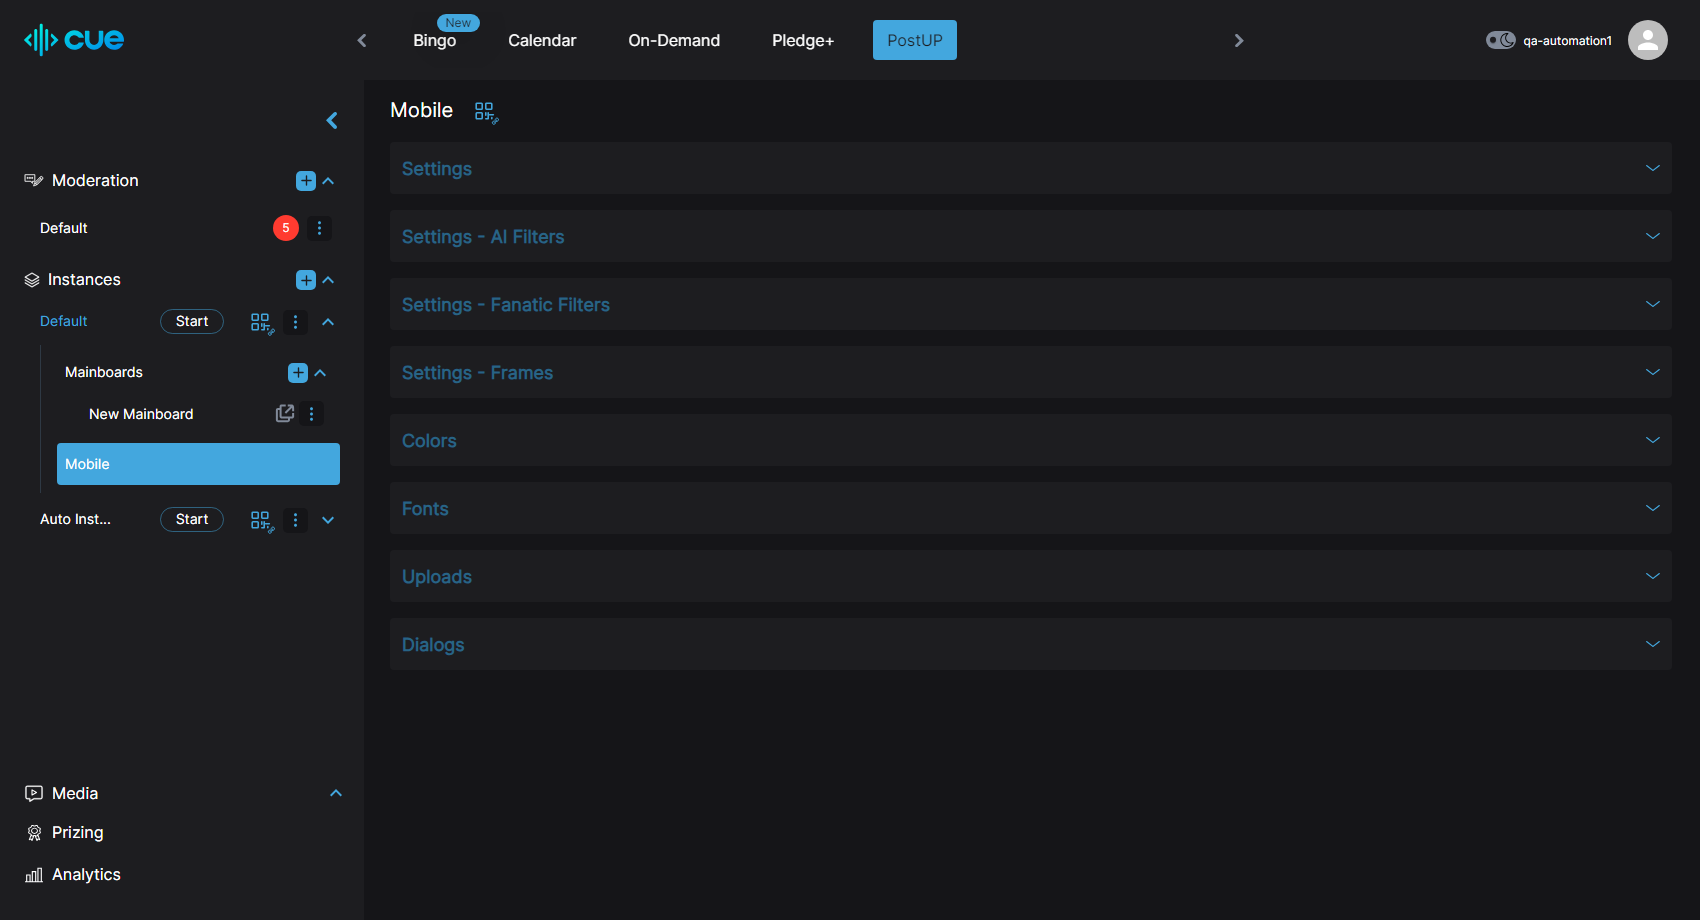 cue
New
Bingo
Calendar
On-Demand
Pledge+
PostUP
qa-automation1
Moderation
Default
5
Instances
Default
Start
Mainboards
New Mainboard
Mobile
Auto Inst...
Start
Media
Prizing
Analytics
Mobile
Settings
Settings - AI Filters
Settings - Fanatic Filters
Settings - Frames
Colors
Fonts
Uploads
Dialogs